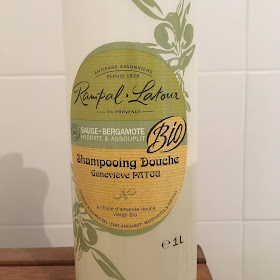 ARTISANS SAVONNIERS
DEPUIS 1828
Rampal • Latour
EN PROVENCE
SAUGE - BERGAMOTE
HYDRATE & ASSOUPLIT
BIO
Shampooing Douche
Geneviève PATOU
à l'huile d'amande douce
vierge Bio
e 1L